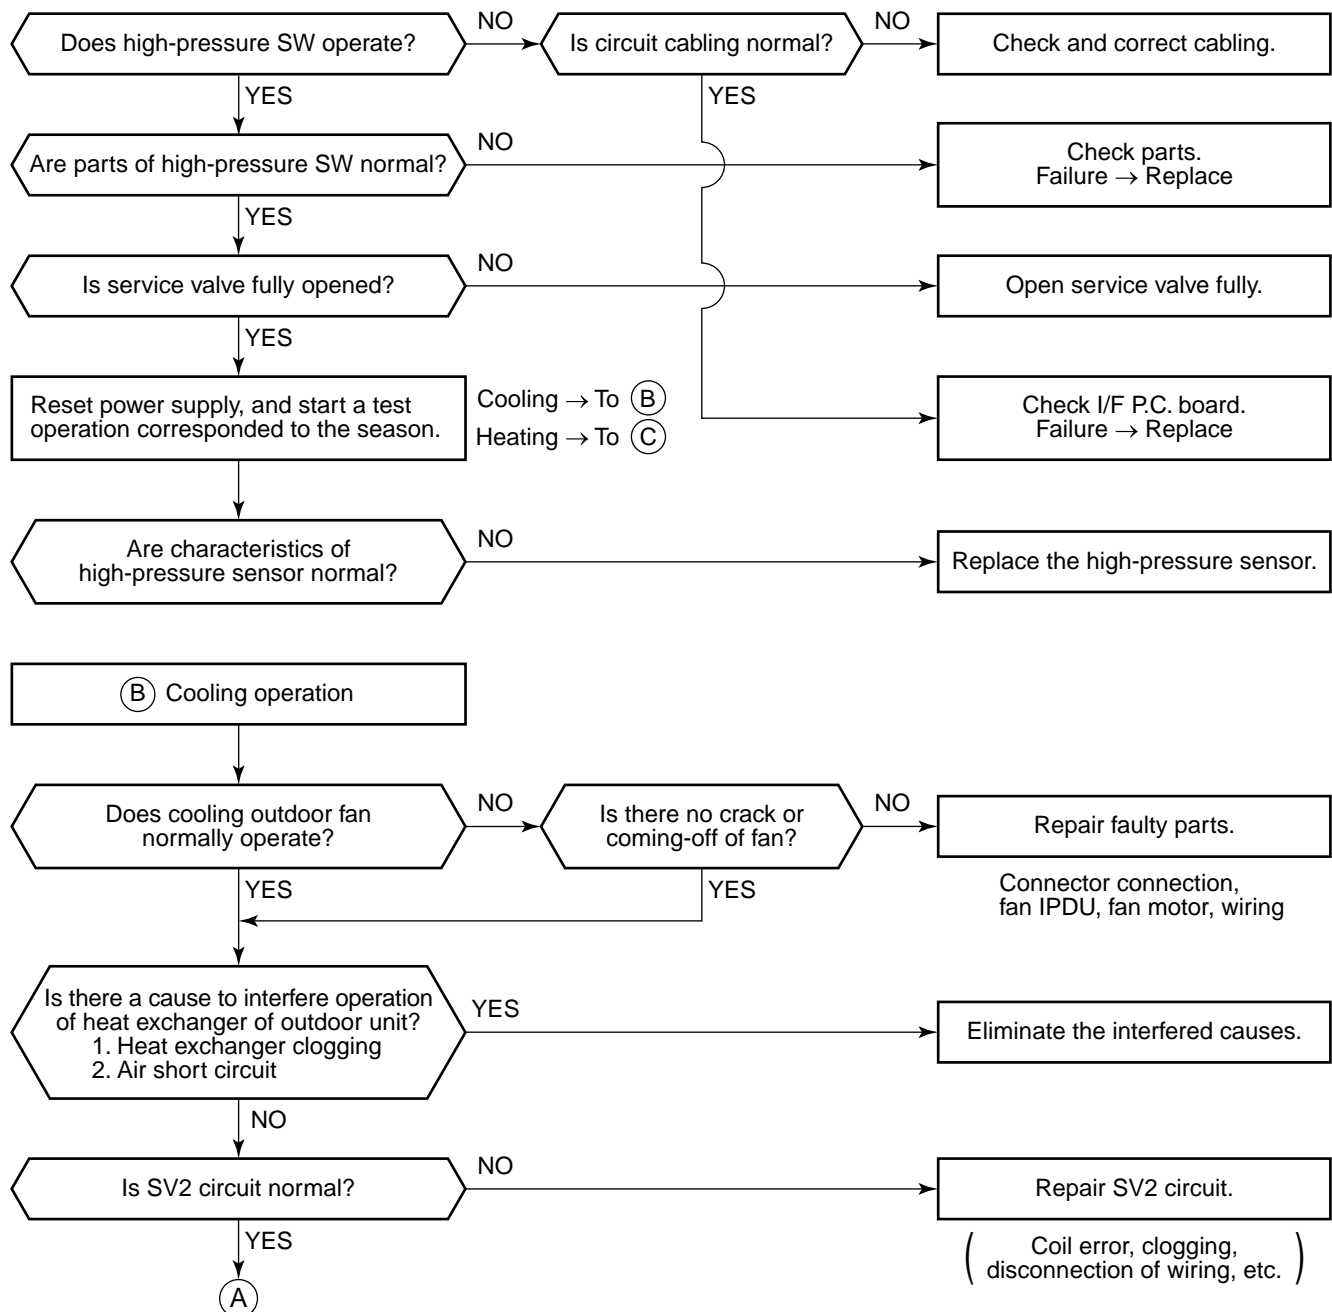 Does high-pressure SW operate?
NO
Is circuit cabling normal?
NO
Check and correct cabling.
YES
YES
Are parts of high-pressure SW normal?
NO
Check parts.
Failure → Replace
YES
Is service valve fully opened?
NO
Open service valve fully.
YES
Reset power supply, and start a test
operation corresponded to the season.
Cooling → To B
Heating → To C
Check I/F P.C. board.
Failure → Replace
Are characteristics of
high-pressure sensor normal?
NO
Replace the high-pressure sensor.
B Cooling operation
Does cooling outdoor fan
normally operate?
NO
Is there no crack or
coming-off of fan?
NO
Repair faulty parts.
Connector connection,
fan IPDU, fan motor, wiring
YES
YES
Is there a cause to interfere operation
of heat exchanger of outdoor unit?
1. Heat exchanger clogging
2. Air short circuit
YES
Eliminate the interfered causes.
NO
Is SV2 circuit normal?
NO
Repair SV2 circuit.
(Coil error, clogging,
disconnection of wiring, etc.)
YES
A